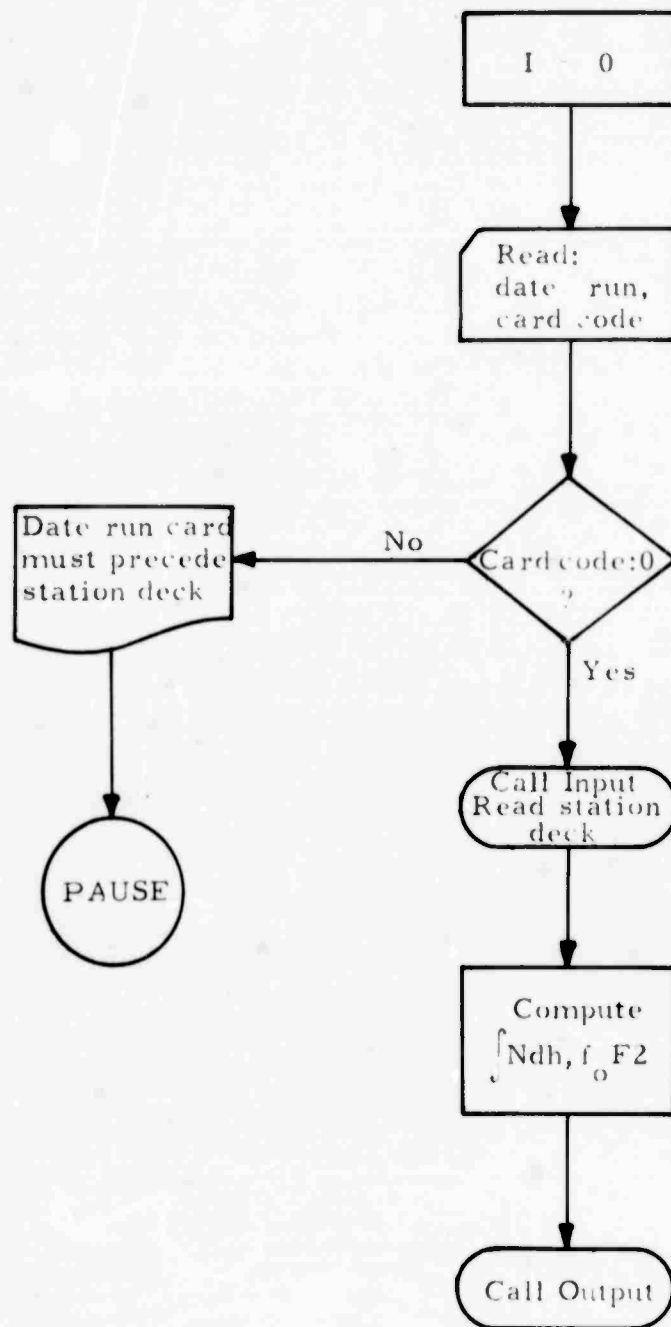 I 0
Read:
date run,
card code
Card code:0
?
No
Date run card
must precede
station deck
PAUSE
Yes
Call Input
Read station
deck
Compute
∫Ndh, foF2
Call Output